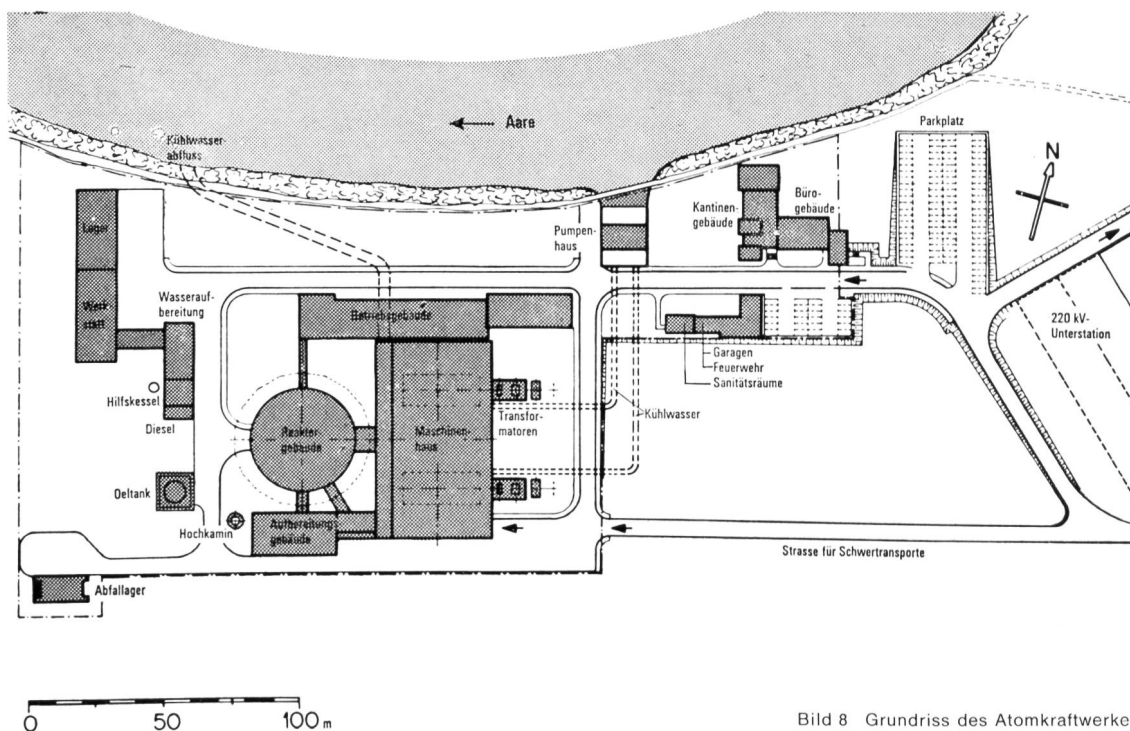 Aare
Kühlwasser-
abfluss
Parkplatz
N
Lager
Kantinen-
gebäude
Büro-
gebäude
Pumpen-
haus
Werk-
statt
Wasserauf-
bereitung
Betriebsgebäude
220 kV-
Unterstation
Garagen
Feuerwehr
Sanitätsräume
Hilfskessel
Diesel
Reaktor-
gebäude
Maschinen-
haus
Transfor-
matoren
Kühlwasser
Oeltank
Hochkamin
Aufbereitungs
gebäude
Strasse für Schwertransporte
Abfallager
0 50 100 m
Bild 8 Grundriss des Atomkraftwerke